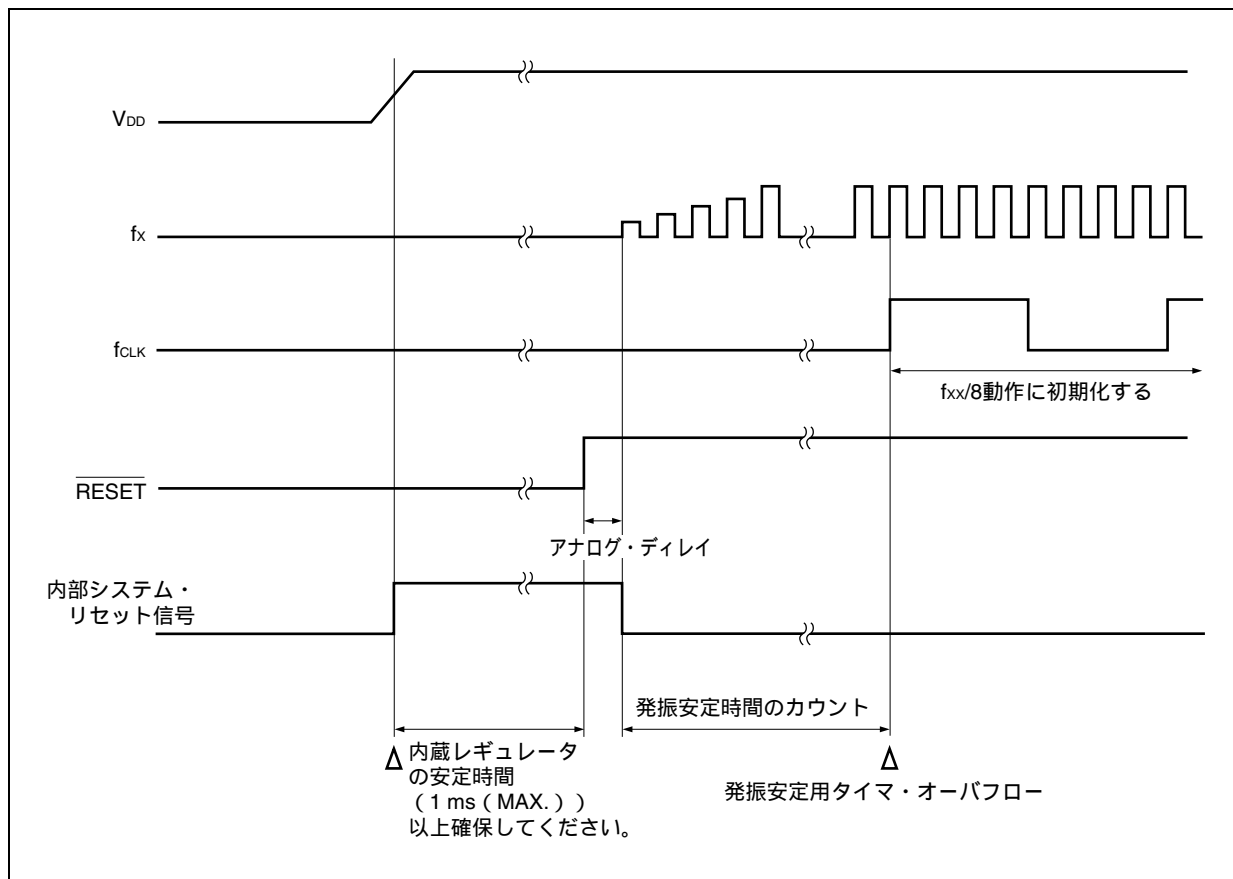 VDD
fX
fCLK
fXX/8動作に初期化する
RESET
アナログ・ディレイ
内部システム・
リセット信号
発振安定時間のカウント
内蔵レギュレータ
の安定時間
（1 ms（MAX.））
以上確保してください。
発振安定用タイマ・オーバフロー